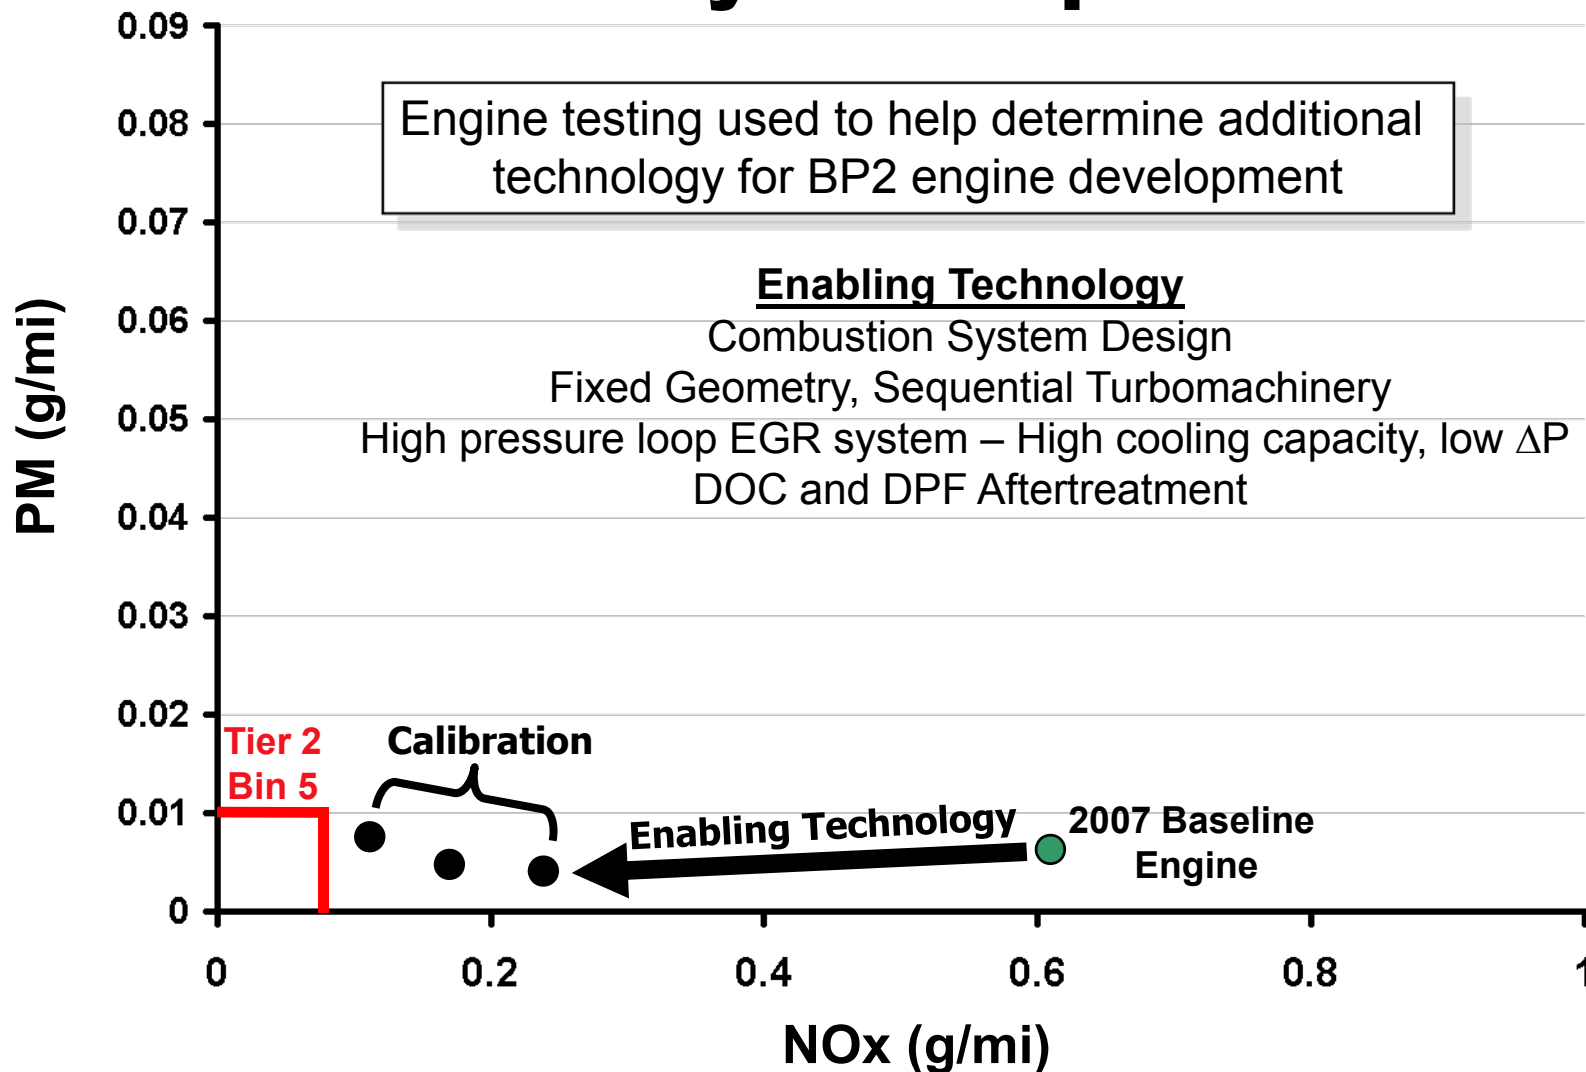 0.09
0.08
0.07
0.06
0.05
0.04
0.03
0.02
0.01
0
PM (g/mi)
Engine testing used to help determine additional
technology for BP2 engine development
Enabling Technology
Combustion System Design
Fixed Geometry, Sequential Turbomachinery
High pressure loop EGR system – High cooling capacity, low ΔP
DOC and DPF Aftertreatment
Tier 2
Bin 5
Calibration
Enabling Technology
2007 Baseline
Engine
0 0.2 0.4 0.6 0.8 1
NOx (g/mi)